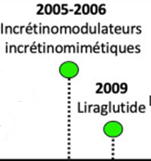 2005-2006
Incrétinomodulateurs
incrétinomimétiques
2009
Liraglutide